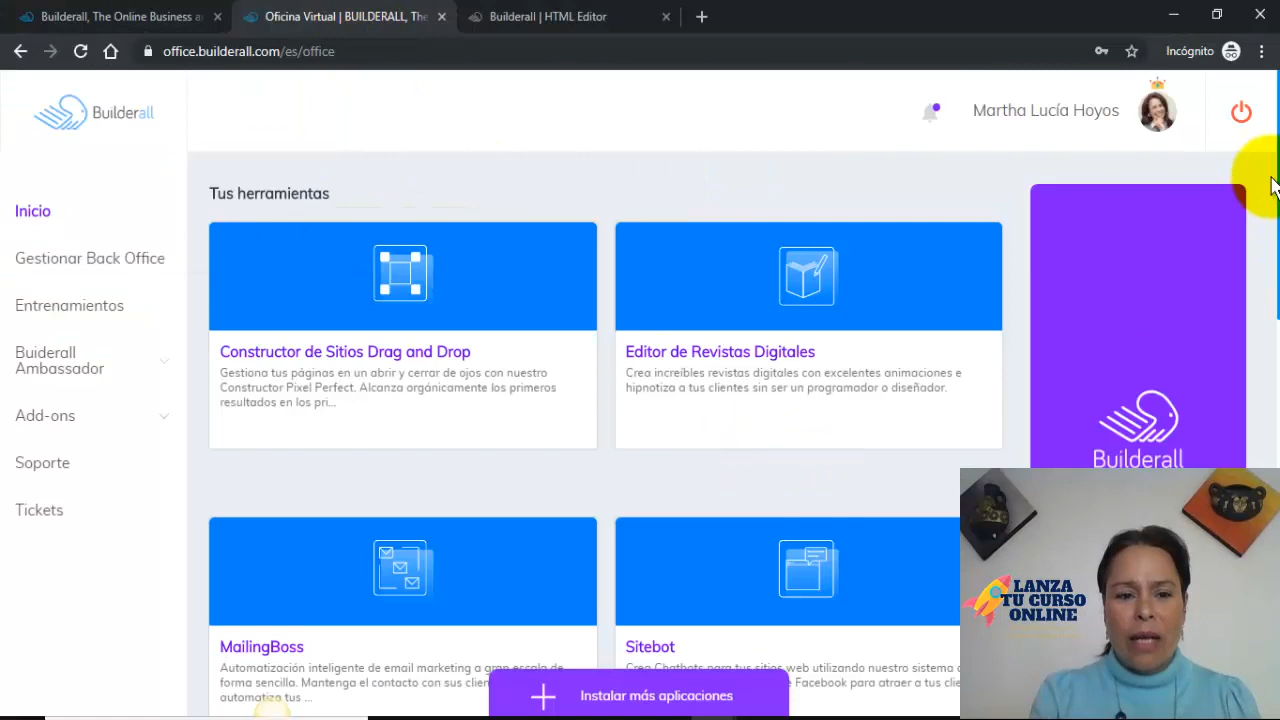 Builderall, The Online Business a
Oficina Virtual | BUILDERALL, The
Builderall | HTML Editor
office.builderall.com/es/office
Incógnito
Builderall
Martha Lucía Hoyos
Inicio
Gestionar Back Office
Entrenamientos
Buiderall
Ambassador
Add-ons
Soporte
Tickets
Tus herramientas
Constructor de Sitios Drag and Drop
Gestiona tus páginas en un abrir y cerrar de ojos con nuestro
Constructor Pixel Perfect. Alcanza orgánicamente los primeros
resultados en los pri...
Editor de Revistas Digitales
Crea increíbles revistas digitales con excelentes animaciones e
hipnotiza a tus clientes sin ser un programador o diseñador.
Builderall
MailingBoss
Automatización inteligente de email marketing a gran escala de
forma sencilla. Mantenga el contacto con sus clien
automatiza tus ...
Sitebot
Crea Chatbots para tus sitios web utilizando nuestro sistema o
de Facebook para atraer a tu clie
Instalar más aplicaciones
LANZA
TU CURSO
ONLINE